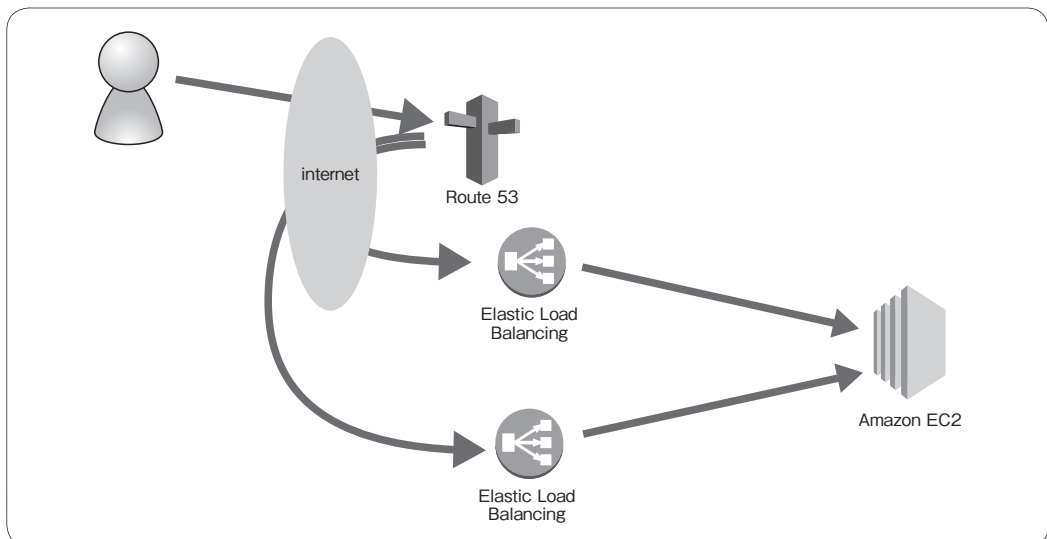 internet
Route 53
Elastic Load
Balancing
Amazon EC2
Elastic Load
Balancing